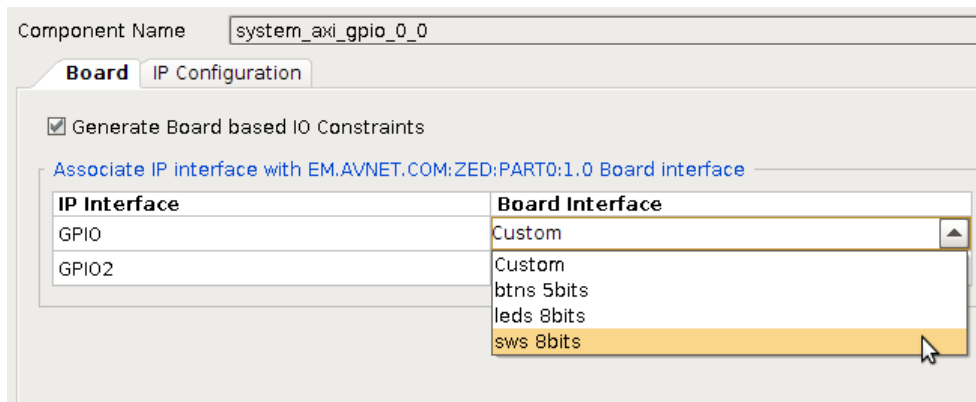 Component Name system_axi_gpio_0_0
Board IP Configuration
Generate Board based IO Constraints
Associate IP interface with EM.AVNET.COM:ZED:PART0:1.0 Board interface
IP Interface Board Interface
GPIO Custom
GPIO2 Custom
btns 5bits
leds 8bits
sws 8bits